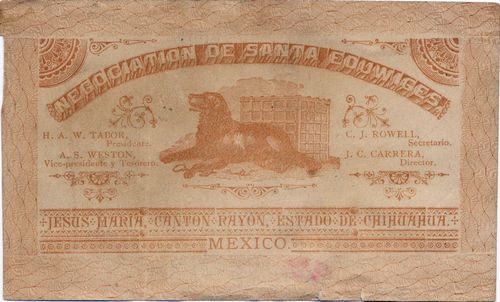 NEGOCIATION DE SANTA EDUWIGES
H. A. W. TABOR,
Presidente.
A. S. WESTON,
Vice-presidente y Tesorero.
C. J. ROWELL,
Secretario.
J. C. CARRERA,
Director.
JESUS MARIA, CANTON RAYON, ESTADO DE CHIHUAHUA,
MEXICO.